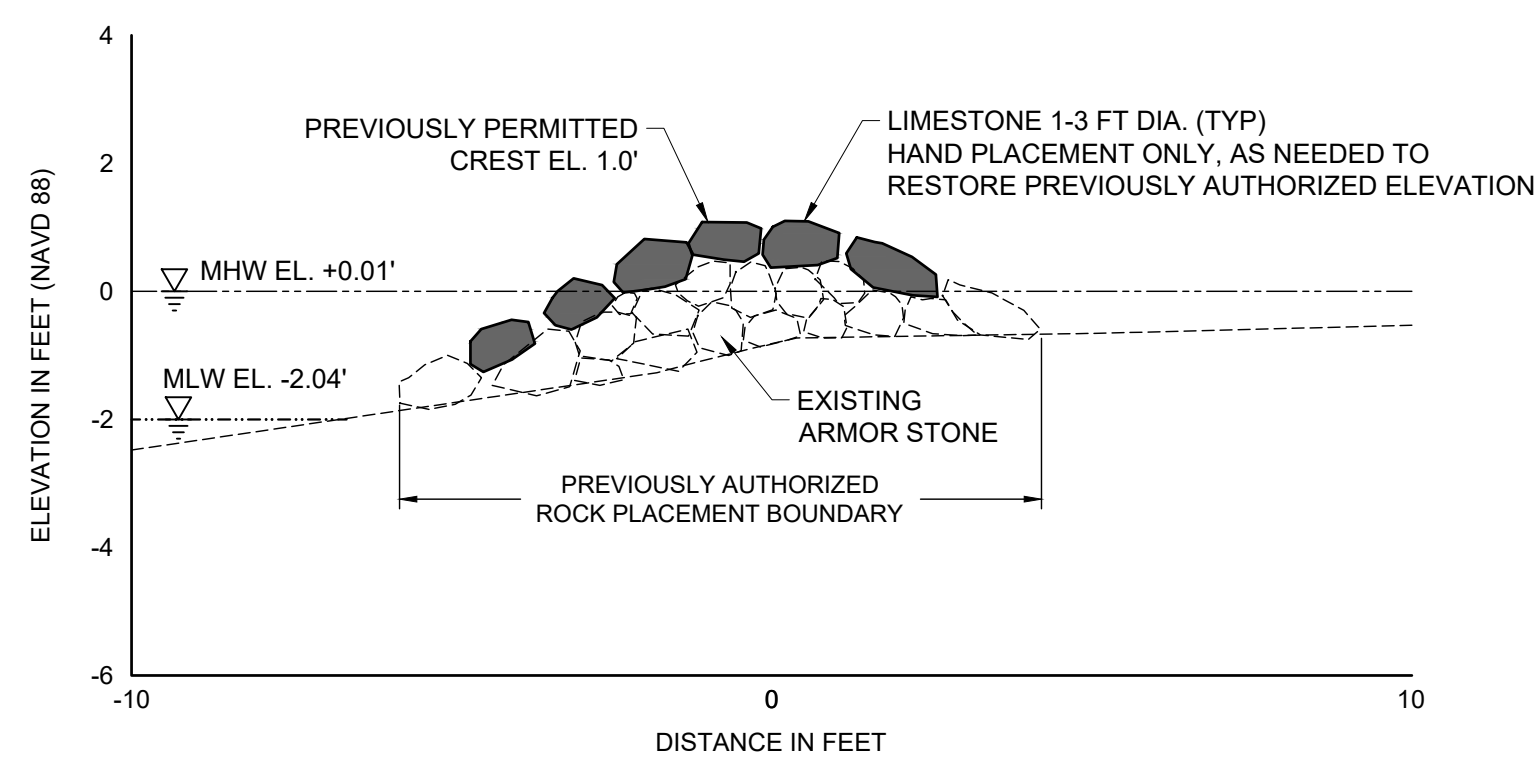 4
PREVIOUSLY PERMITTED
CREST EL. 1.0'
LIMESTONE 1-3 FT DIA. (TYP)
HAND PLACEMENT ONLY, AS NEEDED TO
RESTORE PREVIOUSLY AUTHORIZED ELEVATION
2
ELEVATION IN FEET (NAVD 88)
MHW EL. +0.01'
0
MLW EL. -2.04'
-2
EXISTING
ARMOR STONE
PREVIOUSLY AUTHORIZED
ROCK PLACEMENT BOUNDARY
-4
-6
-10
0
10
DISTANCE IN FEET